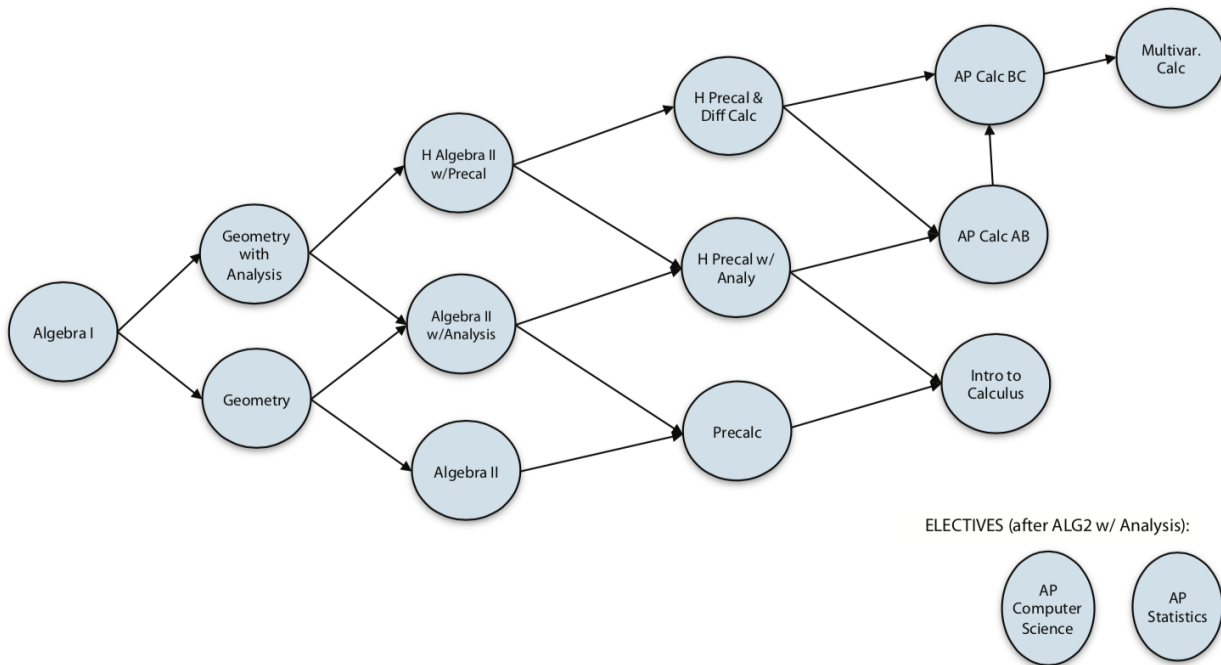 Multivar.
Calc
AP Calc BC
H Precal &
Diff Calc
H Algebra II
w/Precal
AP Calc AB
Geometry
with
Analysis
H Precal w/
Analy
Algebra I
Algebra II
w/Analysis
Intro to
Calculus
Geometry
Precalc
Algebra II
ELECTIVES (after ALG2 w/ Analysis):
AP
Computer
Science
AP
Statistics